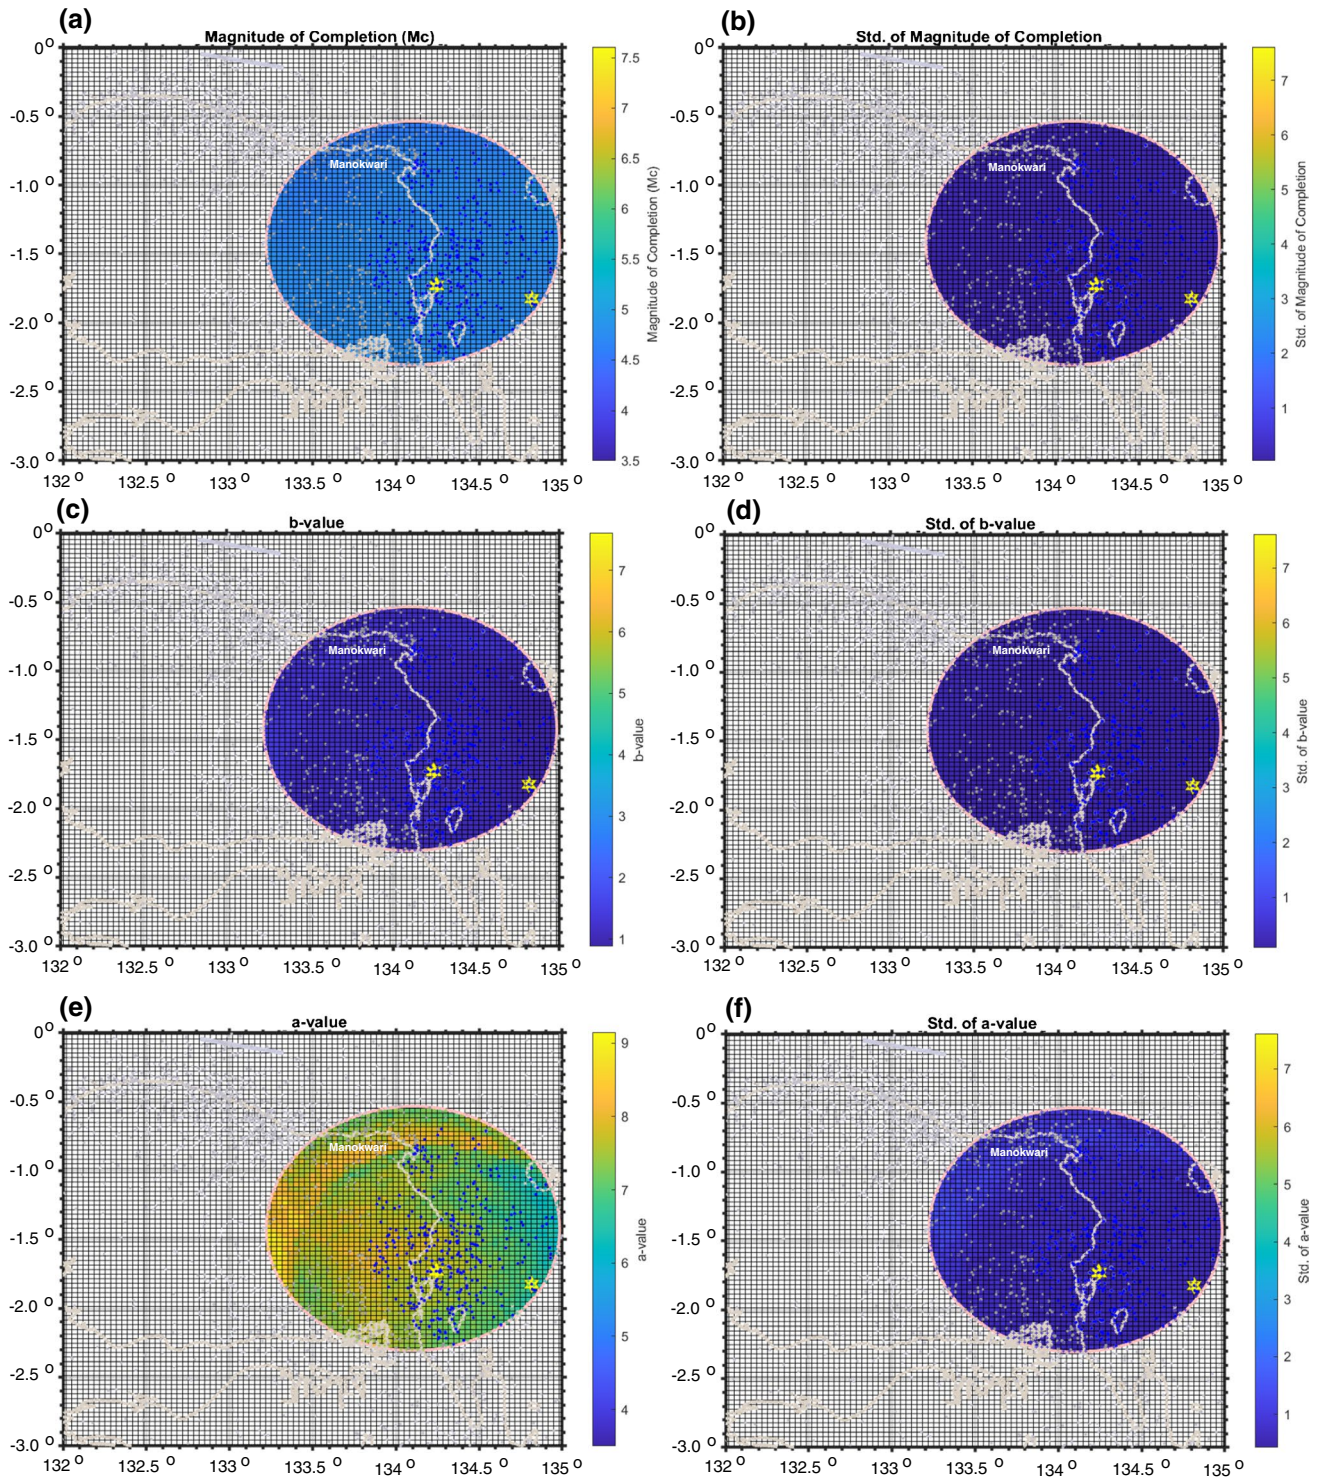 (a)
Magnitude of Completion (Mc)
0°
-0.5 °
-1.0 °
-1.5 °
-2.0 °
-2.5 °
-3.0 °
132 ° 132.5 ° 133 ° 133.5 ° 134 ° 134.5 ° 135 °
Manokwari
7.5
7
6.5
6
5.5
5
4.5
4
3.5
Magnitude of Completion (Mc)
(b)
Std. of Magnitude of Completion
0°
-0.5 °
-1.0 °
-1.5 °
-2.0 °
-2.5 °
-3.0 °
132 ° 132.5 ° 133 ° 133.5 ° 134 ° 134.5 ° 135 °
Manokwari
7
6
5
4
3
2
1
Std. of Magnitude of Completion
(c)
b-value
0°
-0.5 °
-1.0 °
-1.5 °
-2.0 °
-2.5 °
-3.0 °
132 ° 132.5 ° 133 ° 133.5 ° 134 ° 134.5 ° 135 °
Manokwari
7
6
5
4
3
2
1
b-value
(d)
Std. of b-value
0°
-0.5 °
-1.0 °
-1.5 °
-2.0 °
-2.5 °
-3.0 °
132 ° 132.5 ° 133 ° 133.5 ° 134 ° 134.5 ° 135 °
Manokwari
7
6
5
4
3
2
1
Std. of b-value
(e)
a-value
0°
-0.5 °
-1.0 °
-1.5 °
-2.0 °
-2.5 °
-3.0 °
132 ° 132.5 ° 133 ° 133.5 ° 134 ° 134.5 ° 135 °
Manokwari
9
8
7
6
5
4
a-value
(f)
Std. of a-value
0°
-0.5 °
-1.0 °
-1.5 °
-2.0 °
-2.5 °
-3.0 °
132 ° 132.5 ° 133 ° 133.5 ° 134 ° 134.5 ° 135 °
Manokwari
7
6
5
4
3
2
1
Std. of a-value